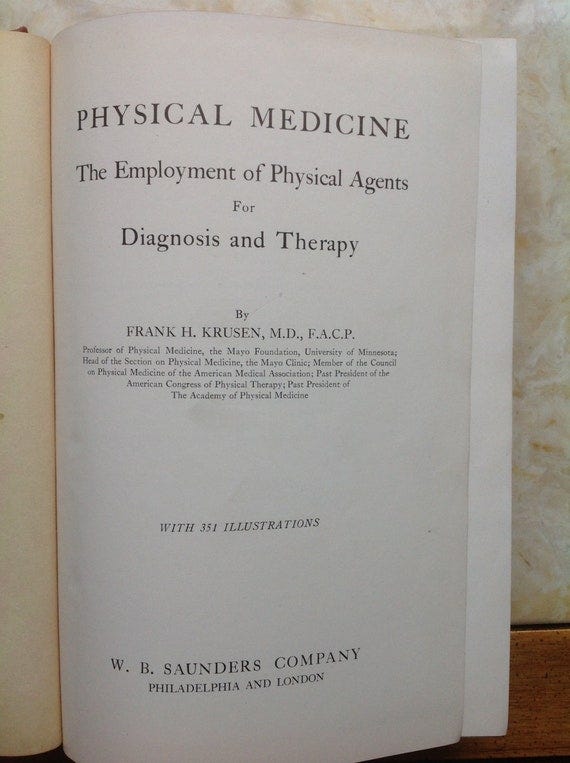 PHYSICAL MEDICINE
The Employment of Physical Agents
For
Diagnosis and Therapy
By
FRANK H. KRUSEN, M.D., F.A.C.P.
Professor of Physical Medicine, the Mayo Foundation, University of Minnesota;
Head of the Section on Physical Medicine, the Mayo Clinic; Member of the Council
on Physical Medicine of the American Medical Association; Past President of the
American Congress of Physical Therapy; Past President of
The Academy of Physical Medicine
WITH 351 ILLUSTRATIONS
W. B. SAUNDERS COMPANY
PHILADELPHIA AND LONDON